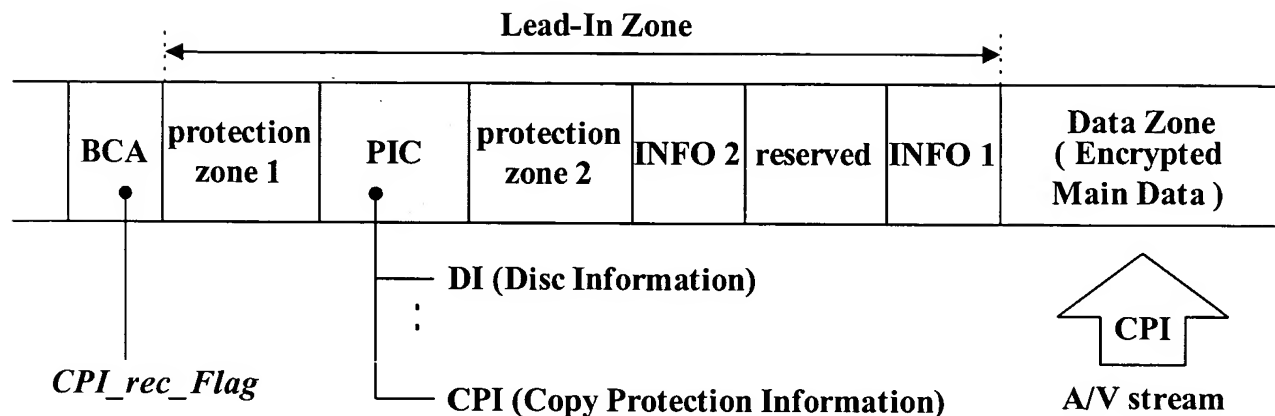 Lead-In Zone
BCA
protection
zone 1
PIC
protection
zone 2
INFO 2
reserved
INFO 1
Data Zone
( Encrypted
Main Data )
DI (Disc Information)
CPI
CPI_rec_Flag
CPI (Copy Protection Information)
A/V stream